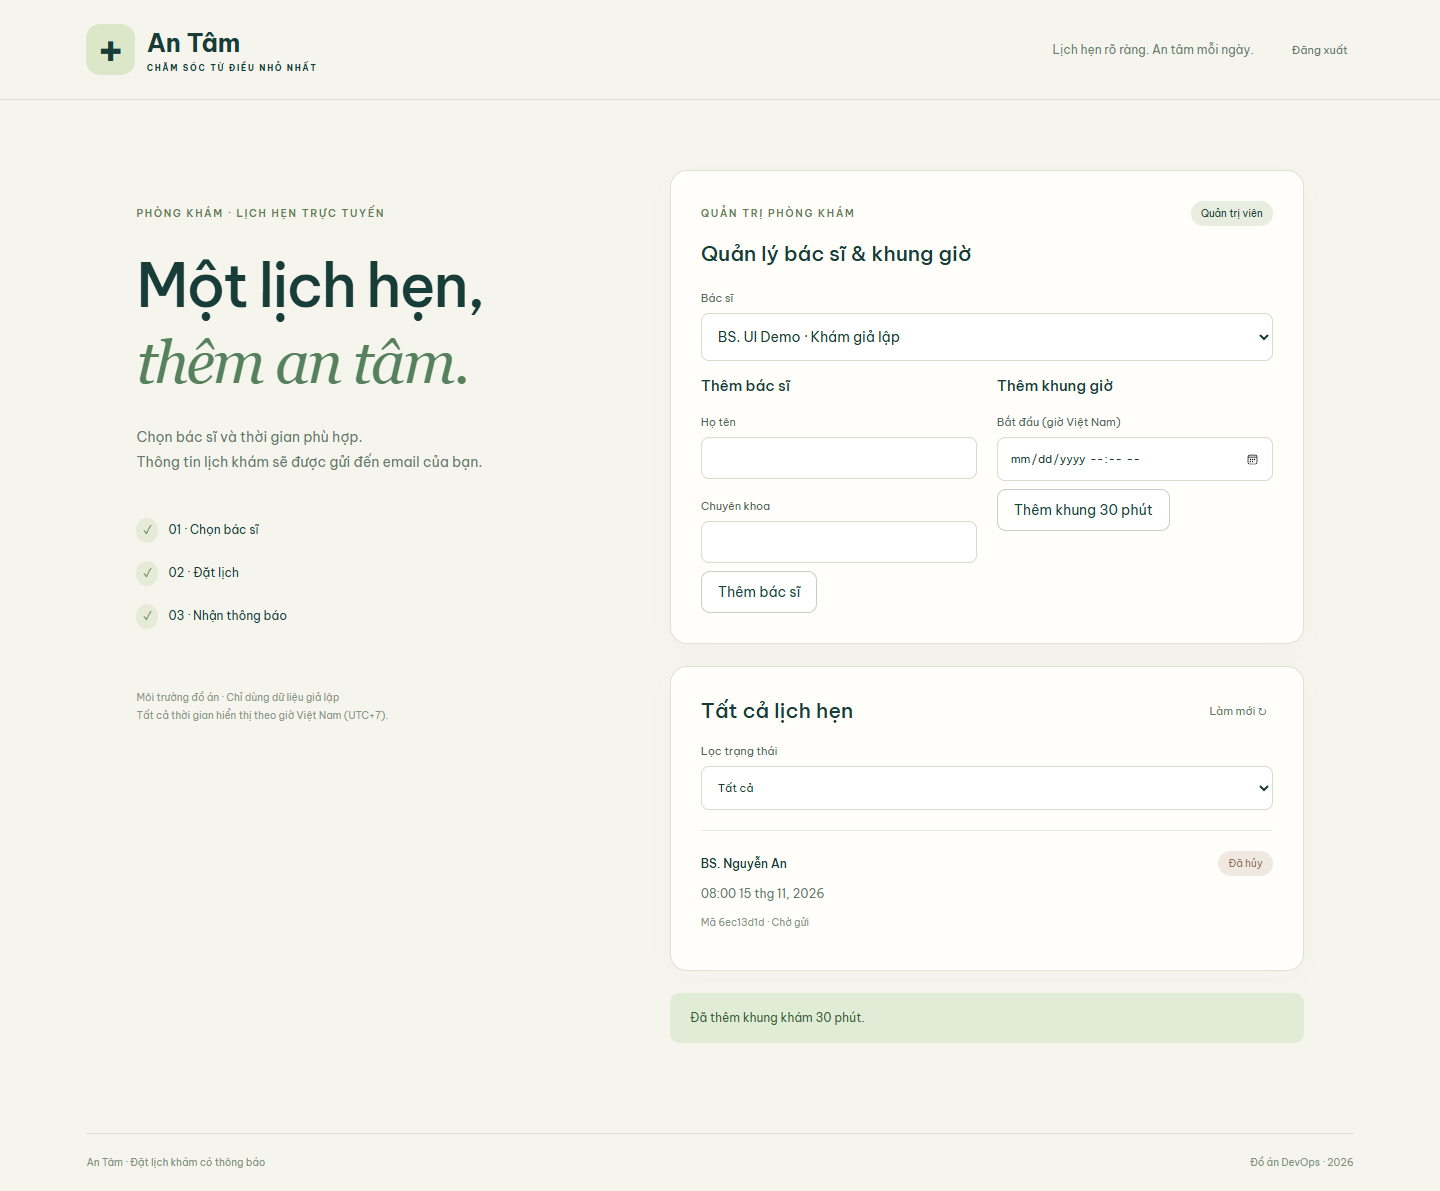 An Tâm
CHĂM SÓC TỪ ĐIỀU NHỎ NHẤT
Lịch hẹn rõ ràng. An tâm mỗi ngày.
Đăng xuất
PHÒNG KHÁM · LỊCH HẸN TRỰC TUYẾN
Một lịch hẹn,
thêm an tâm.
Chọn bác sĩ và thời gian phù hợp.
Thông tin lịch khám sẽ được gửi đến email của bạn.
✓ 01 · Chọn bác sĩ
✓ 02 · Đặt lịch
✓ 03 · Nhận thông báo
Môi trường đồ án · Chỉ dùng dữ liệu giả lập
Tất cả thời gian hiển thị theo giờ Việt Nam (UTC+7).
QUẢN TRỊ PHÒNG KHÁM
Quản trị viên
Quản lý bác sĩ & khung giờ
Bác sĩ
BS. UI Demo · Khám giả lập
Thêm bác sĩ
Họ tên
Chuyên khoa
Thêm bác sĩ
Thêm khung giờ
Bắt đầu (giờ Việt Nam)
mm/dd/yyyy --:-- --
Thêm khung 30 phút
Tất cả lịch hẹn
Làm mới ↻
Lọc trạng thái
Tất cả
BS. Nguyễn An
Đã hủy
08:00 15 thg 11, 2026
Mã 6ec13d1d · Chờ gửi
Đã thêm khung khám 30 phút.
An Tâm · Đặt lịch khám có thông báo
Đồ án DevOps · 2026